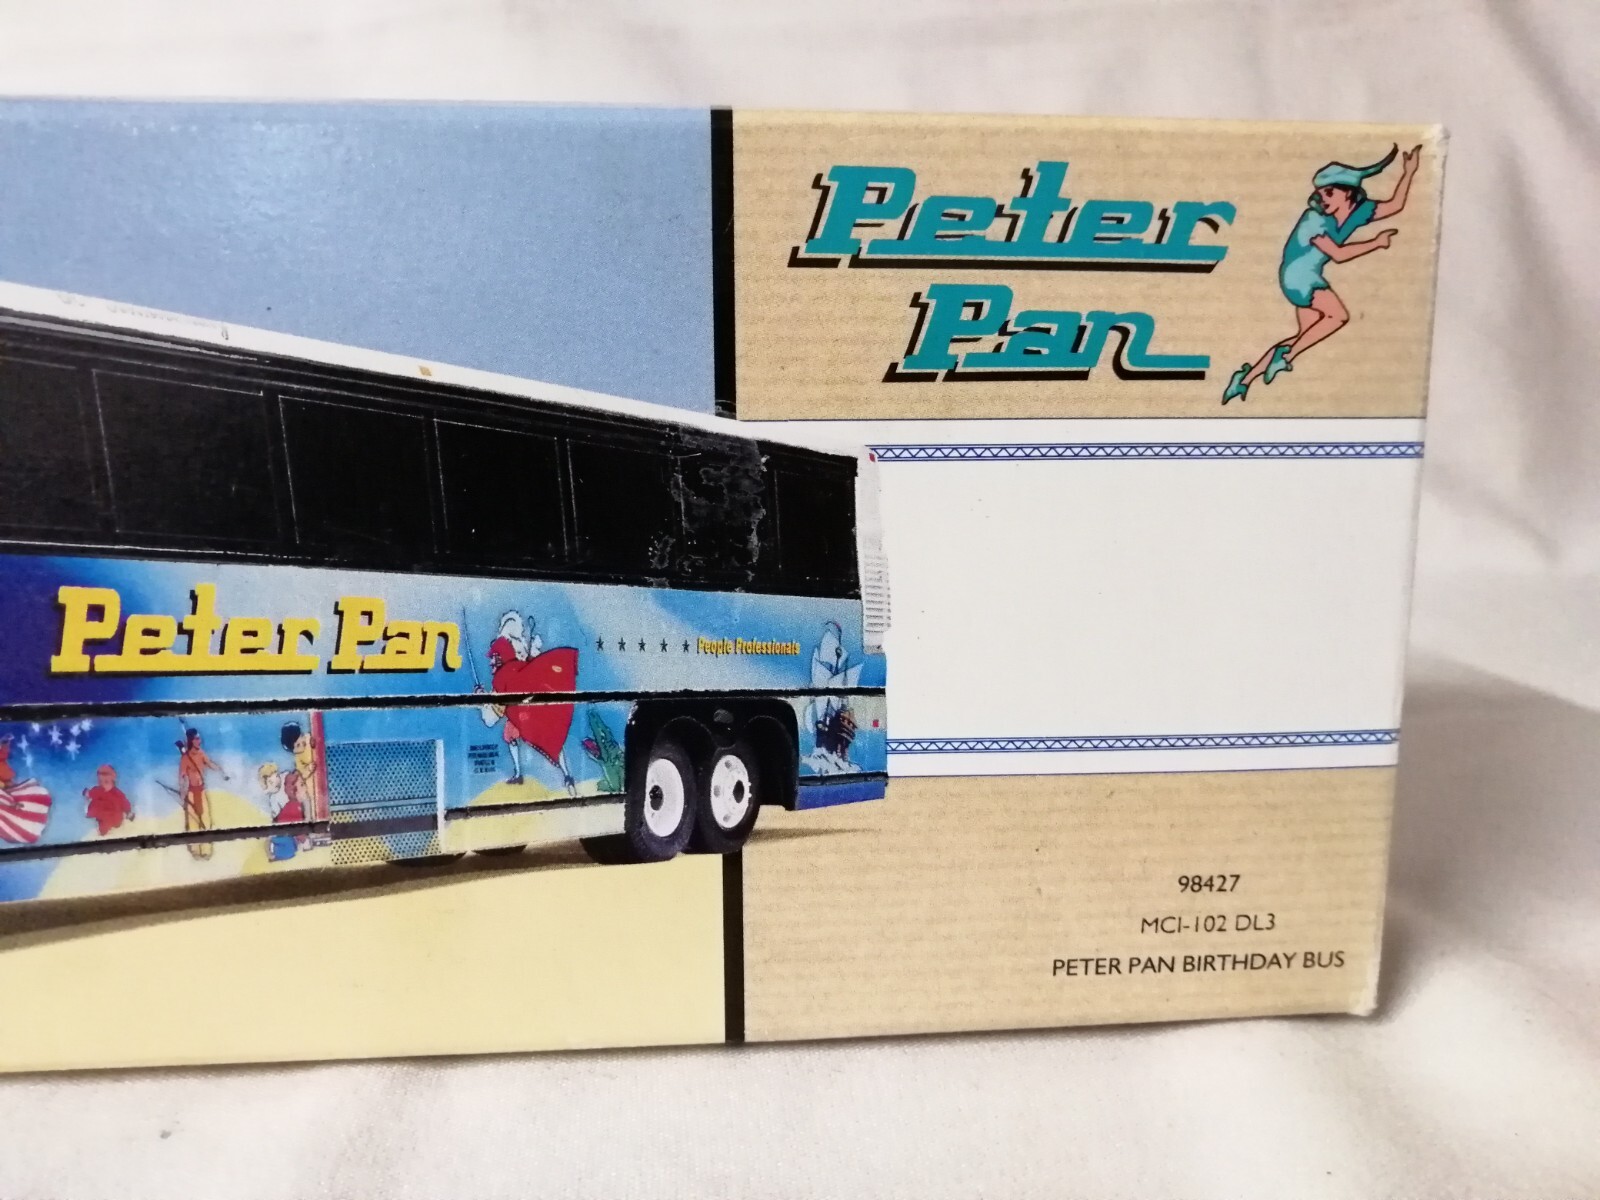 Peter
Pan
Peter Pan
★ ★ ★ ★ ★ People Professionals
98427
MCI-102 DL3
PETER PAN BIRTHDAY BUS